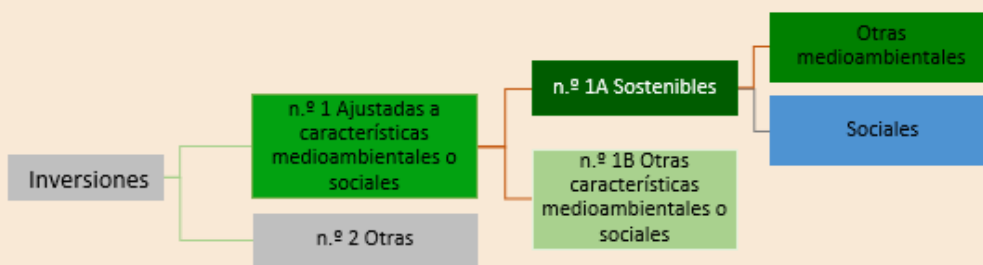 Inversiones
n.º 1 Ajustadas a
características
medioambientales o
sociales
n.º 2 Otras
n.º 1A Sostenibles
n.º 1B Otras
características
medioambientales o
sociales
Otras
medioambientales
Sociales